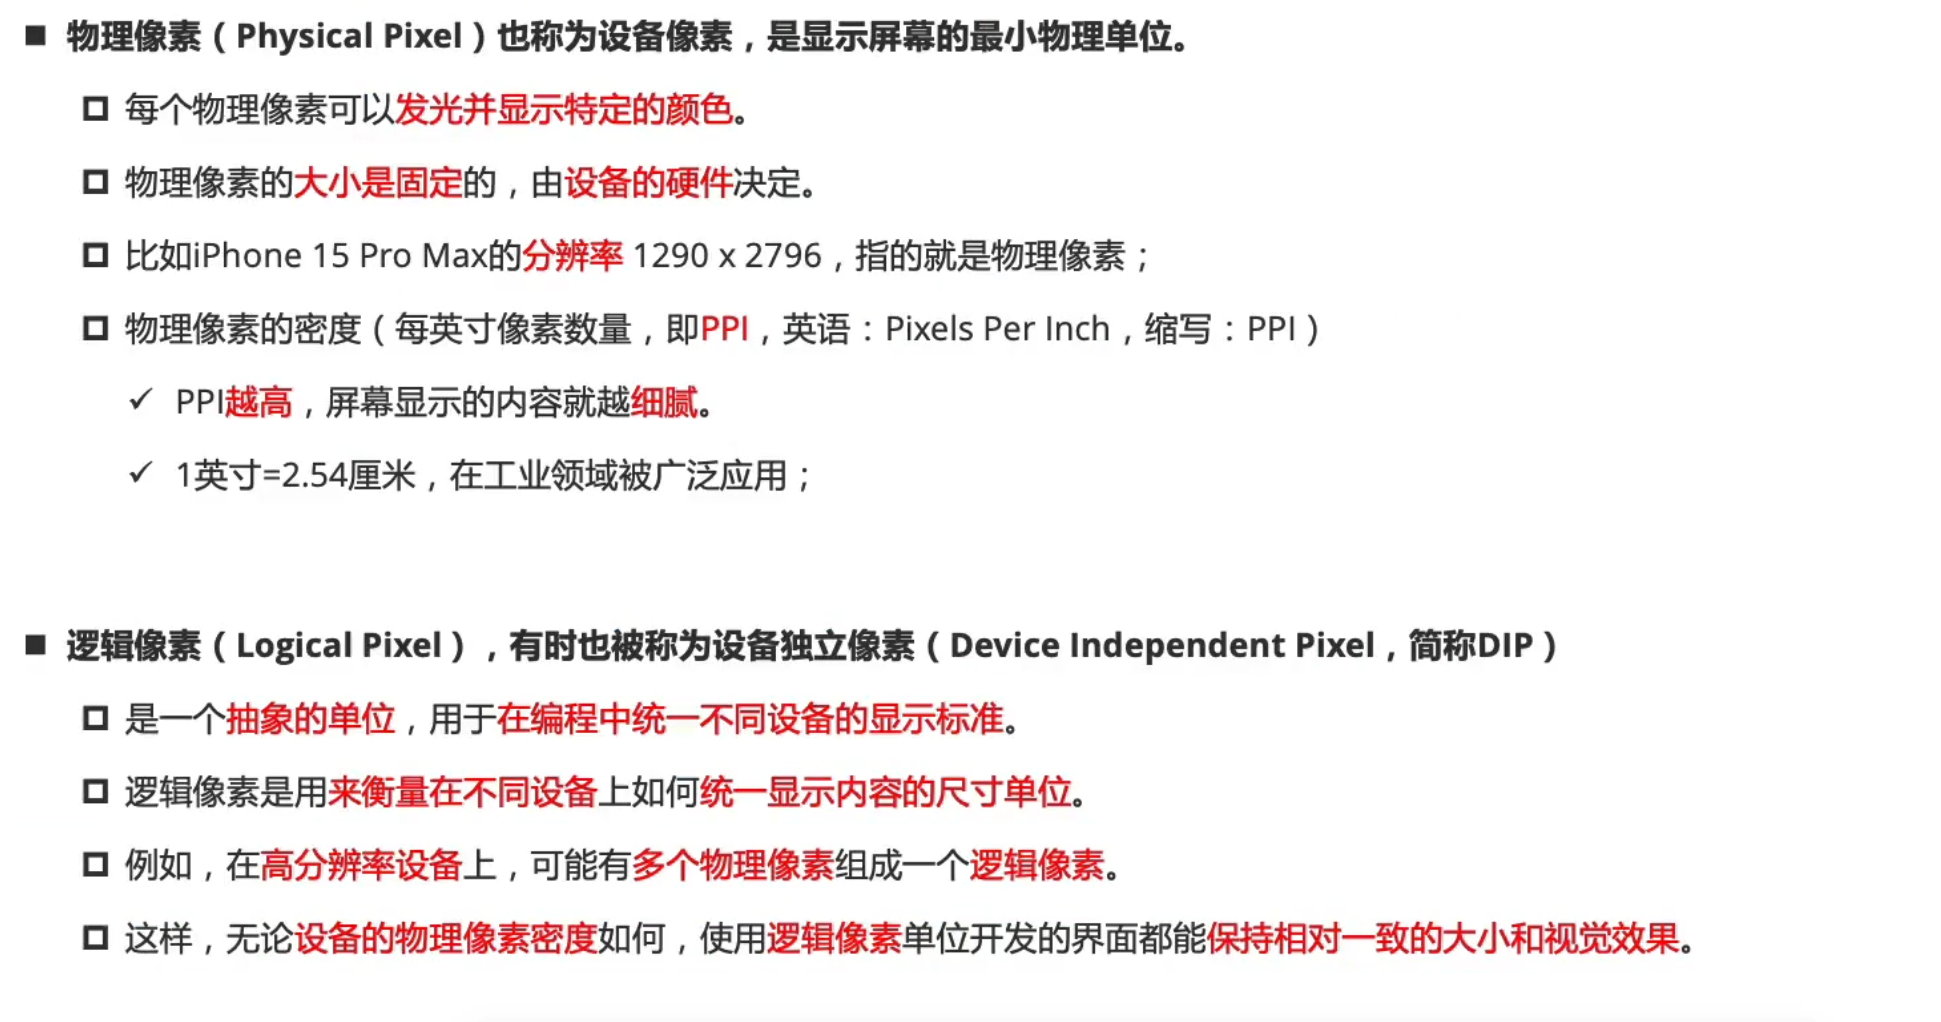 ■ 物理像素（Physical Pixel）也称为设备像素，是显示屏幕的最小物理单位。
每个物理像素可以发光并显示特定的颜色。
物理像素的大小是固定的，由设备的硬件决定。
比如iPhone 15 Pro Max的分辨率 1290 x 2796，指的就是物理像素；
物理像素的密度（每英寸像素数量，即PPI，英语：Pixels Per Inch，缩写：PPI）
✓ PPI越高，屏幕显示的内容就越细腻。
✓ 1英寸=2.54厘米，在工业领域被广泛应用；
■ 逻辑像素（Logical Pixel），有时也被称为设备独立像素（Device Independent Pixel，简称DIP）
是一个抽象的单位，用于在编程中统一不同设备的显示标准。
逻辑像素是用来衡量在不同设备上如何统一显示内容的尺寸单位。
例如，在高分辨率设备上，可能有多个物理像素组成一个逻辑像素。
这样，无论设备的物理像素密度如何，使用逻辑像素单位开发的界面都能保持相对一致的大小和视觉效果。